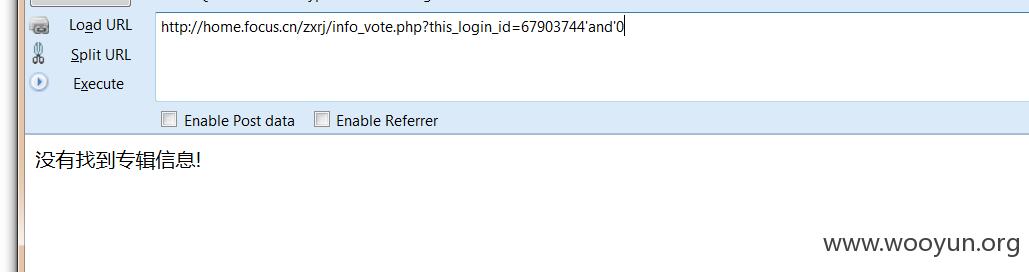 Load URL
http://home.focus.cn/zxrj/info_vote.php?this_login_id=67903744'and'0
Split URL
Execute
Enable Post data
Enable Referrer
没有找到专辑信息!
www.wooyun.org